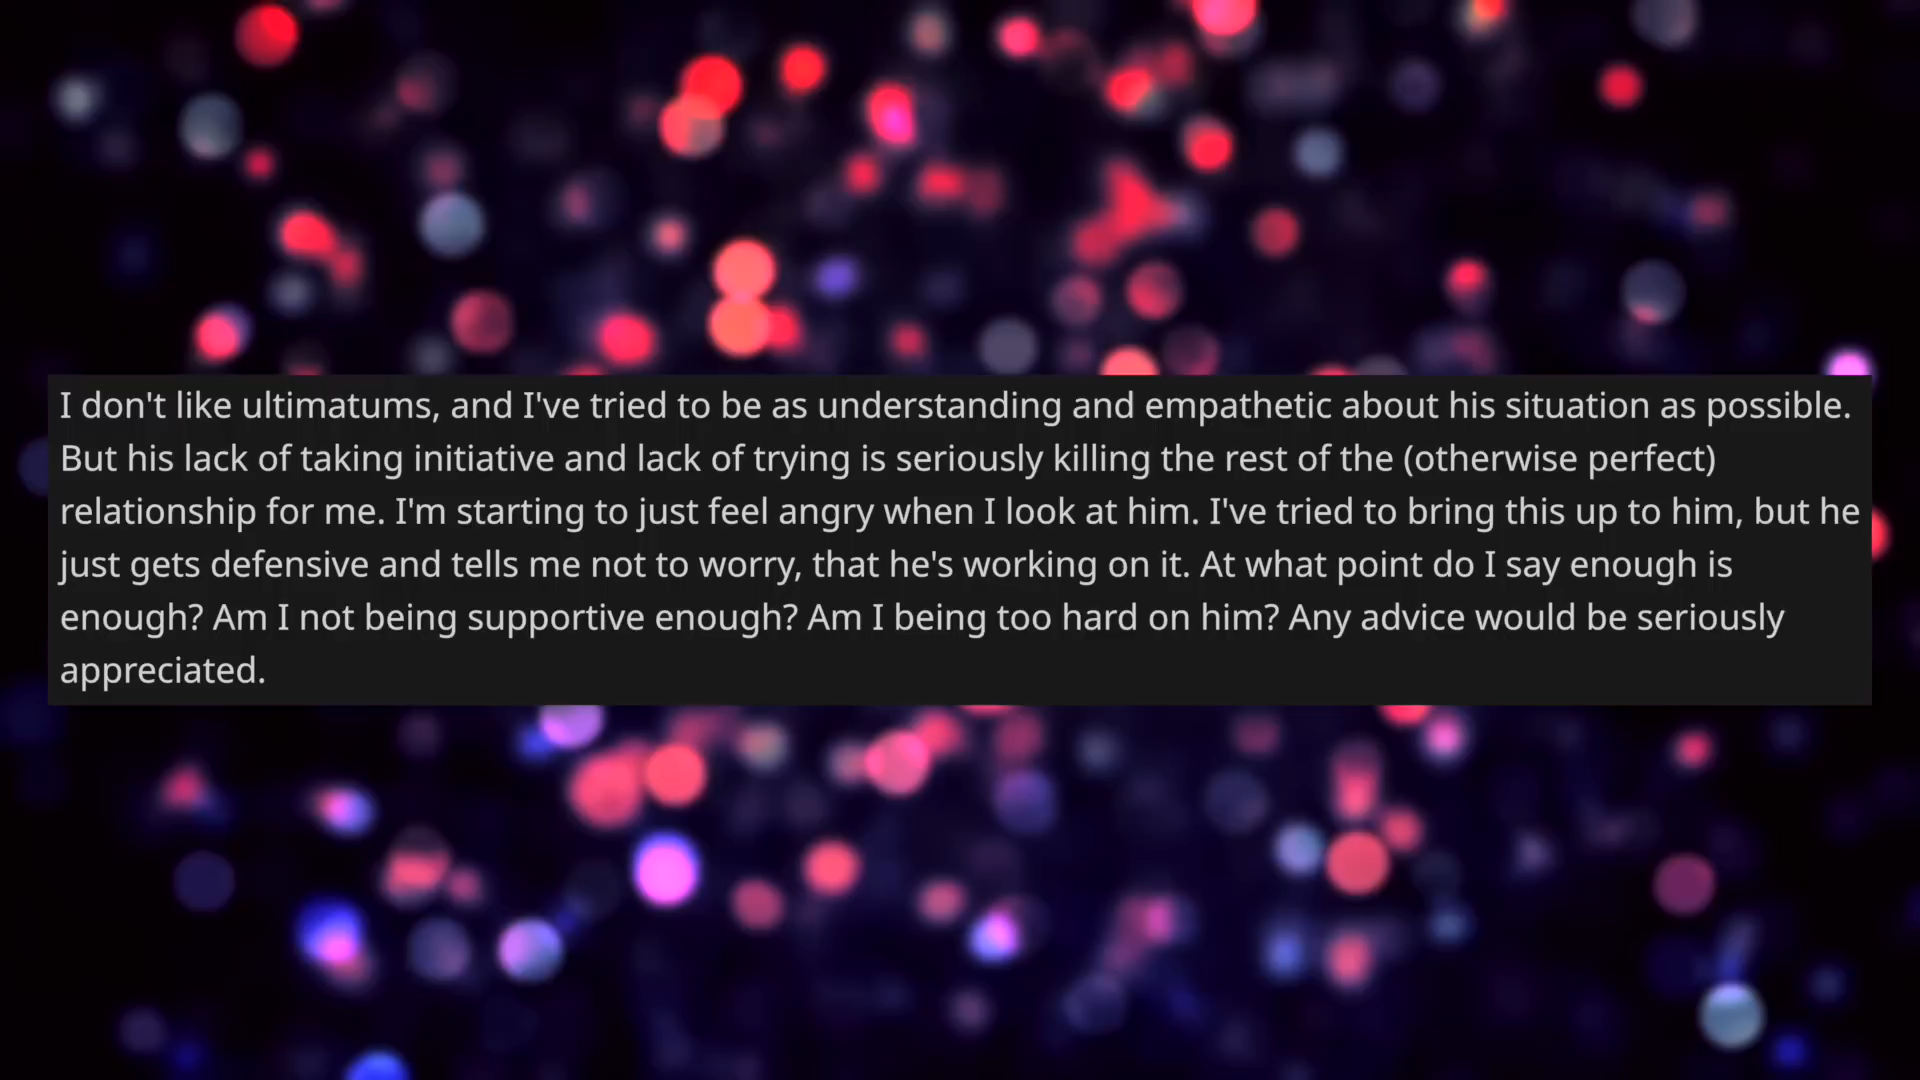 I don't like ultimatums, and I've tried to be as understanding and empathetic about his situation as possible.
But his lack of taking initiative and lack of trying is seriously killing the rest of the (otherwise perfect)
relationship for me. I'm starting to just feel angry when I look at him. I've tried to bring this up to him, but he
just gets defensive and tells me not to worry, that he's working on it. At what point do I say enough is
enough? Am I not being supportive enough? Am I being too hard on him? Any advice would be seriously
appreciated.